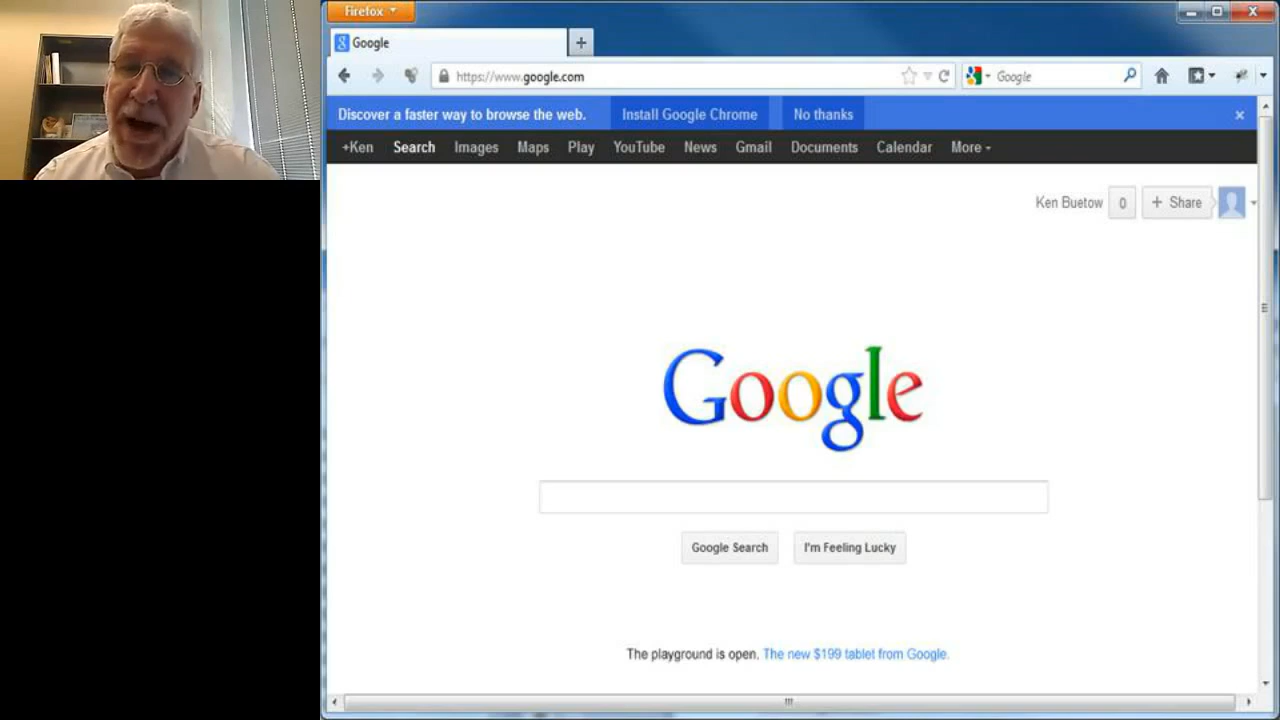 Firefox
Google
https://www.google.com
Google
Discover a faster way to browse the web. Install Google Chrome No thanks
+Ken Search Images Maps Play YouTube News Gmail Documents Calendar More
Ken Buetow 0 + Share
Google
Google Search I'm Feeling Lucky
The playground is open. The new $199 tablet from Google.